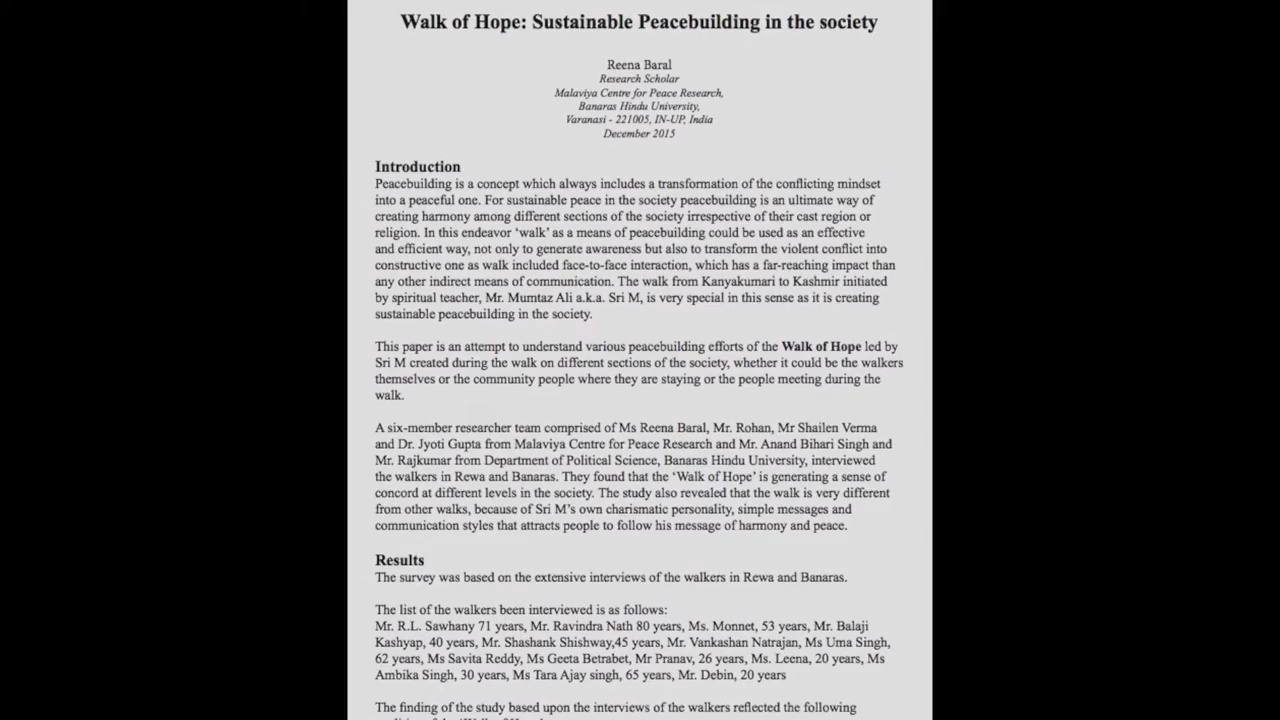 Walk of Hope: Sustainable Peacebuilding in the society
Reena Baral
Research Scholar
Malaviya Centre for Peace Research,
Banaras Hindu University,
Varanasi - 221005, IN-UP, India
December 2015
Introduction
Peacebuilding is a concept which always includes a transformation of the conflicting mindset
into a peaceful one. For sustainable peace in the society peacebuilding is an ultimate way of
creating harmony among different sections of the society irrespective of their cast region or
religion. In this endeavor ‘walk’ as a means of peacebuilding could be used as an effective
and efficient way, not only to generate awareness but also to transform the violent conflict into
constructive one as walk included face-to-face interaction, which has a far-reaching impact than
any other indirect means of communication. The walk from Kanyakumari to Kashmir initiated
by spiritual teacher, Mr. Mumtaz Ali a.k.a. Sri M, is very special in this sense as it is creating
sustainable peacebuilding in the society.
This paper is an attempt to understand various peacebuilding efforts of the Walk of Hope led by
Sri M created during the walk on different sections of the society, whether it could be the walkers
themselves or the community people where they are staying or the people meeting during the
walk.
A six-member researcher team comprised of Ms Reena Baral, Mr. Rohan, Mr Shailen Verma
and Dr. Jyoti Gupta from Malaviya Centre for Peace Research and Mr. Anand Bihari Singh and
Mr. Rajkumar from Department of Political Science, Banaras Hindu University, interviewed
the walkers in Rewa and Banaras. They found that the ‘Walk of Hope’ is generating a sense of
concord at different levels in the society. The study also revealed that the walk is very different
from other walks, because of Sri M’s own charismatic personality, simple messages and
communication styles that attracts people to follow his message of harmony and peace.
Results
The survey was based on the extensive interviews of the walkers in Rewa and Banaras.
The list of the walkers been interviewed is as follows:
Mr. R.L. Sawhany 71 years, Mr. Ravindra Nath 80 years, Ms. Monnet, 53 years, Mr. Balaji
Kashyap, 40 years, Mr. Shashank Shishway,45 years, Mr. Vankashan Natrajan, Ms Uma Singh,
62 years, Ms Savita Reddy, Ms Geeta Betrabet, Mr Pranav, 26 years, Ms. Leena, 20 years, Ms
Ambika Singh, 30 years, Ms Tara Ajay singh, 65 years, Mr. Debin, 20 years
The finding of the study based upon the interviews of the walkers reflected the following